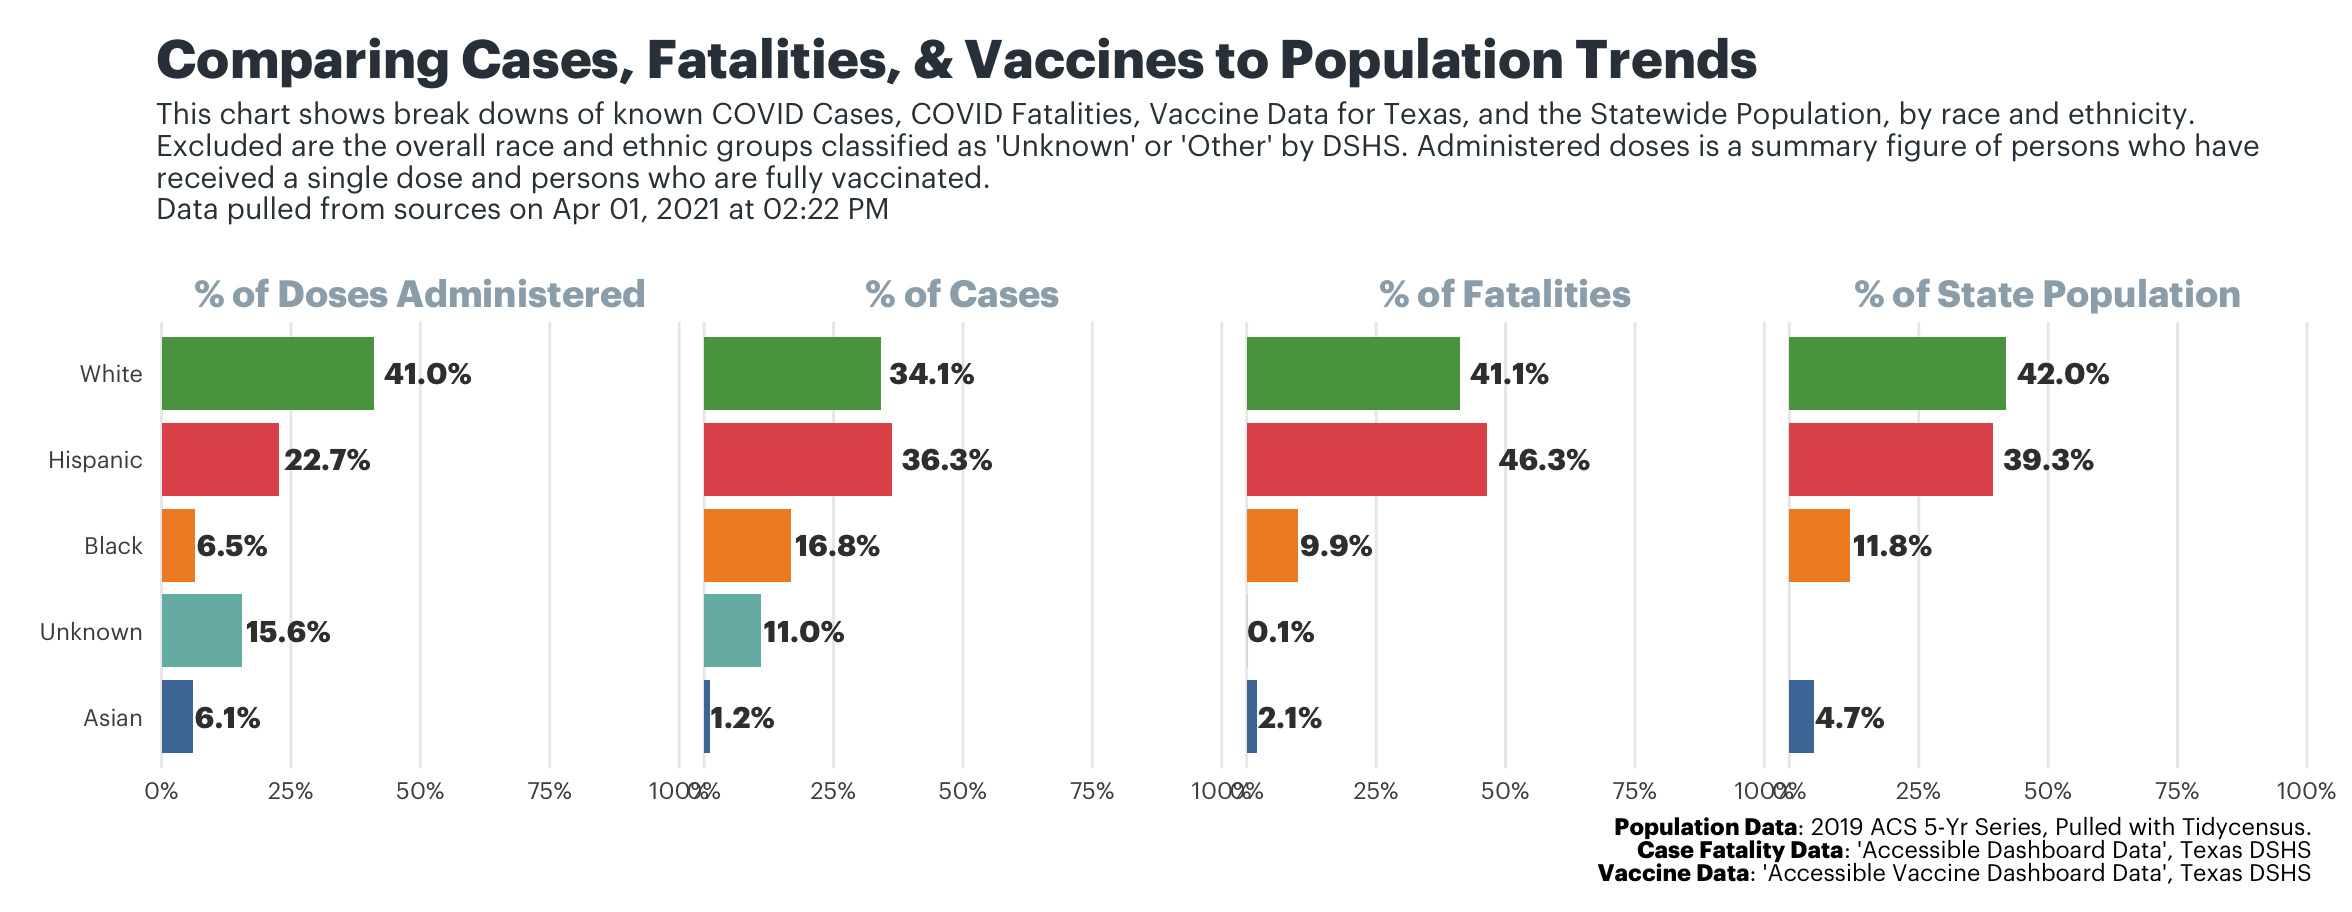 Comparing Cases, Fatalities, & Vaccines to Population Trends
This chart shows break downs of known COVID Cases, COVID Fatalities, Vaccine Data for Texas, and the Statewide Population, by race and ethnicity.
Excluded are the overall race and ethnic groups classified as 'Unknown' or 'Other' by DSHS. Administered doses is a summary figure of persons who have
received a single dose and persons who are fully vaccinated.
Data pulled from sources on Apr 01, 2021 at 02:22 PM
% of Doses Administered % of Cases % of Fatalities % of State Population
White 41.0% 34.1% 41.1% 42.0%
Hispanic 22.7% 36.3% 46.3% 39.3%
Black 6.5% 16.8% 9.9% 11.8%
Unknown 15.6% 11.0% 0.1%
Asian 6.1% 1.2% 2.1% 4.7%
0% 25% 50% 75% 100% 0% 25% 50% 75% 100% 0% 25% 50% 75% 100% 0% 25% 50% 75% 100%
Population Data: 2019 ACS 5-Yr Series, Pulled with Tidycensus.
Case Fatality Data: 'Accessible Dashboard Data', Texas DSHS
Vaccine Data: 'Accessible Vaccine Dashboard Data', Texas DSHS